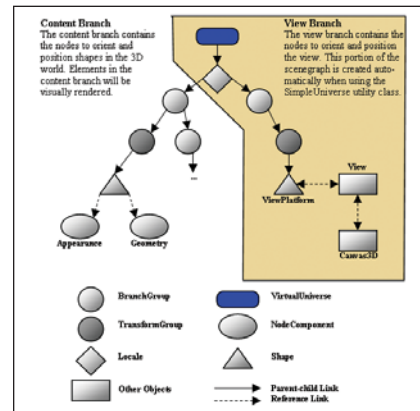 Content Branch
The content branch contains
the nodes to orient and
position shapes in the 3D
world. Elements in the
content branch will be
visually rendered.
View Branch
The view branch contains the
nodes to orient and position
the view. This portion of the
scenegraph is created auto-
matically when using the
SimpleUniverse utility class.
...
View
ViewPlatform
Canvas3D
Appearance
Geometry
BranchGroup
VirtualUniverse
TransformGroup
NodeComponent
Locale
Shape
Other Objects
Parent-child Link
Reference Link